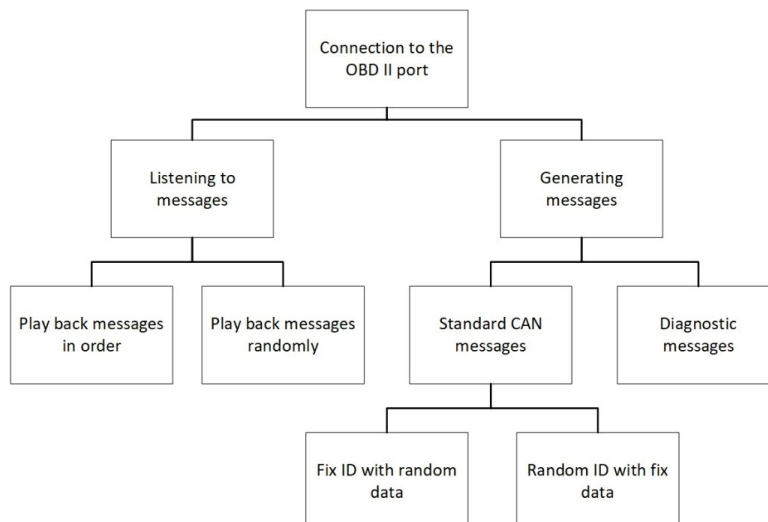 Connection to the
OBD II port
Listening to
messages
Generating
messages
Play back messages
in order
Play back messages
randomly
Standard CAN
messages
Diagnostic
messages
Fix ID with random
data
Random ID with fix
data